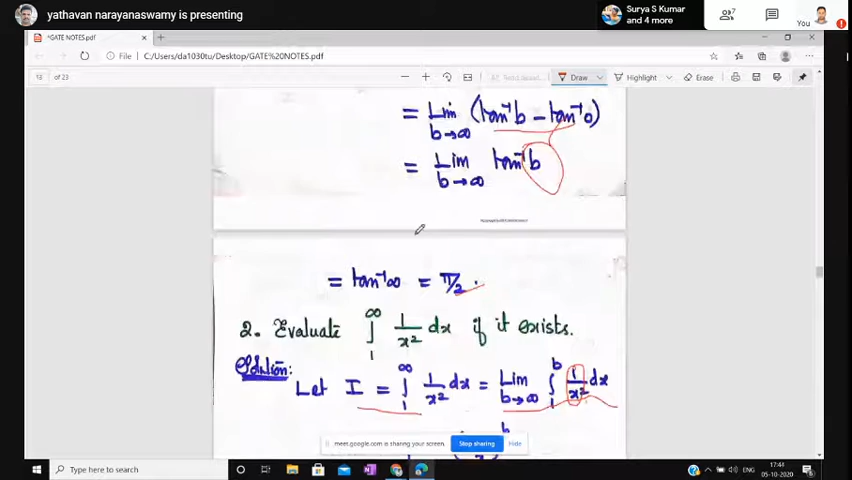 yathavan narayanaswamy is presenting
Surya S Kumar
and 4 more
7
You
*GATE NOTES.pdf
File
C:/Users/da1030tu/Desktop/GATE%20NOTES.pdf
13 of 23
Draw
Highlight
Erase
= Lim b→∞ (tan⁻¹b − tan⁻¹0)
= Lim b→∞ tan⁻¹b
= tan⁻¹∞ = π/2.
2. Evaluate ∫₁^∞ 1/x² dx if it exists.
Solution:
Let I = ∫₁^∞ 1/x² dx = Lim b→∞ ∫₁^b 1/x² dx
meet.google.com is sharing your screen.
Stop sharing
Hide
Type here to search
17:44
05-10-2020